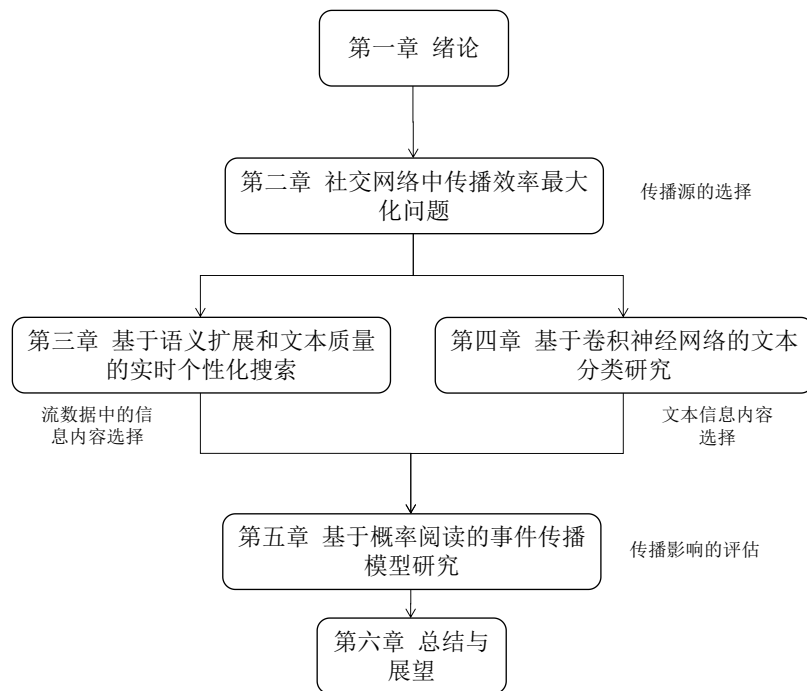 第一章 绪论
第二章 社交网络中传播效率最大
化问题
传播源的选择
第三章 基于语义扩展和文本质量
的实时个性化搜索
第四章 基于卷积神经网络的文本
分类研究
流数据中的信
息内容选择
文本信息内容
选择
第五章 基于概率阅读的事件传播
模型研究
传播影响的评估
第六章 总结与
展望